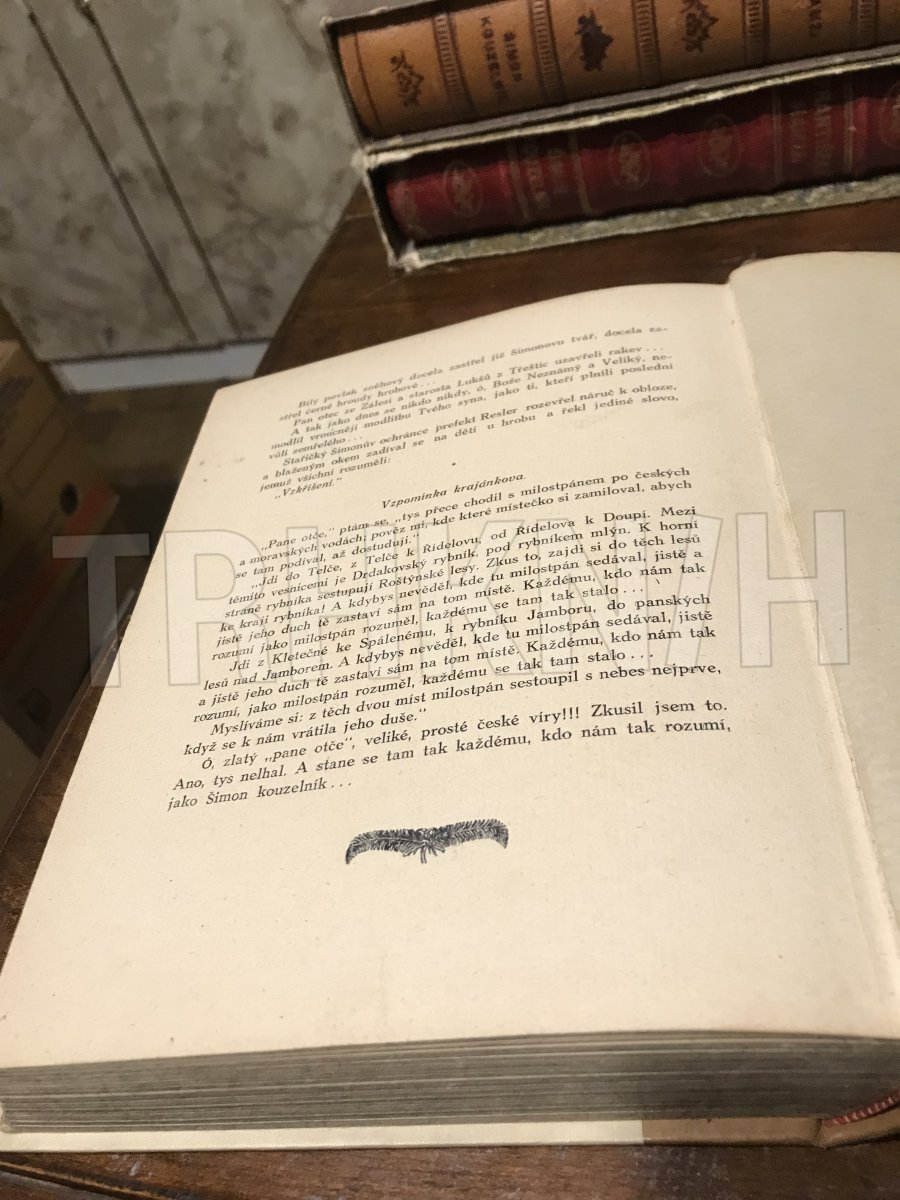 ŠIMON
KOUZELNÍK
Bílý povlak sněhový docela zastřel již Šimonovu tvář, docela za-
střel černé hroudy hrobové...
Pan otec ze Zálesí a starosta Lukšů z Třeštic uzavřeli rakev...
A tak jako dnes se nikdo nikdy, ó, Bože Neznámý a Veliký, ne-
modlil vroucněji modlitbu Tvého syna, jako ti, kteří plnili poslední
vůli zemřelého...
Stařičký Šimonův ochránce prefekt Resler rozevřel náruč k obloze,
a blaženým okem zadíval se na děti u hrobu a řekl jediné slovo,
jemuž všichni rozuměli:
„Vzkříšení.“
Vzpomínka krajánkova.
„Pane otče,“ ptám se, „tys přece chodil s milostpánem po českých
a moravských vodách; pověz mi, kde které místečko si zamiloval, abych
se tam podíval, až dostuduji.“
„Jdi do Telče, z Telče k Řídelovu, od Řídelova k Doupí. Mezi
těmito vesnicemi je Drdakovský rybník, pod rybníkem mlýn. K horní
straně rybníka sestupují Roštýnské lesy. Zkus to, zajdi si do těch lesů
ke kraji rybníka! A kdybys nevěděl, kde tu milostpán sedával, jistě a
jistě jeho duch tě zastaví sám na tom místě. Každému, kdo nám tak
rozumí jako milostpán rozuměl, každému se tam tak stalo...
Jdi z Kletečné ke Spálenému, k rybníku Jamboru, do panských
lesů nad Jamborem. A kdybys nevěděl, kde tu milostpán sedával, jistě
a jistě jeho duch tě zastaví sám na tom místě. Každému, kdo nám tak
rozumí, jako milostpán rozuměl, každému se tak tam stalo...
Myslíváme si: z těch dvou míst milostpán sestoupil s nebes nejprve,
když se k nám vrátila jeho duše.“
Ó, zlatý „pane otče“, veliké, prosté české víry!!! Zkusil jsem to.
Ano, tys nelhal. A stane se tam tak každému, kdo nám tak rozumí,
jako Šimon kouzelník...